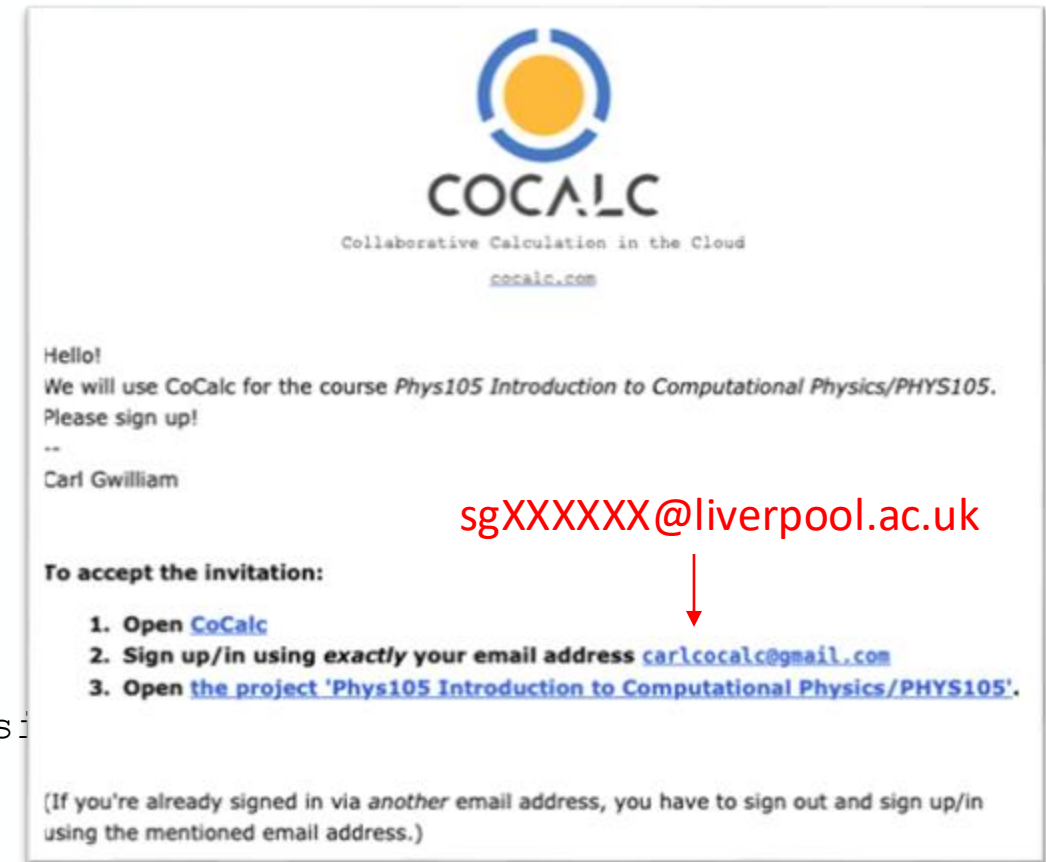 COCALC
Collaborative Calculation in the Cloud
cocalc.com
Hello!
We will use CoCalc for the course Phys105 Introduction to Computational Physics/PHYS105.
Please sign up!
--
Carl Gwilliam
sgXXXXXX@liverpool.ac.uk
To accept the invitation:
1. Open CoCalc
2. Sign up/in using exactly your email address carlcocalc@gmail.com
3. Open the project 'Phys105 Introduction to Computational Physics/PHYS105'.
(If you're already signed in via another email address, you have to sign out and sign up/in
using the mentioned email address.)